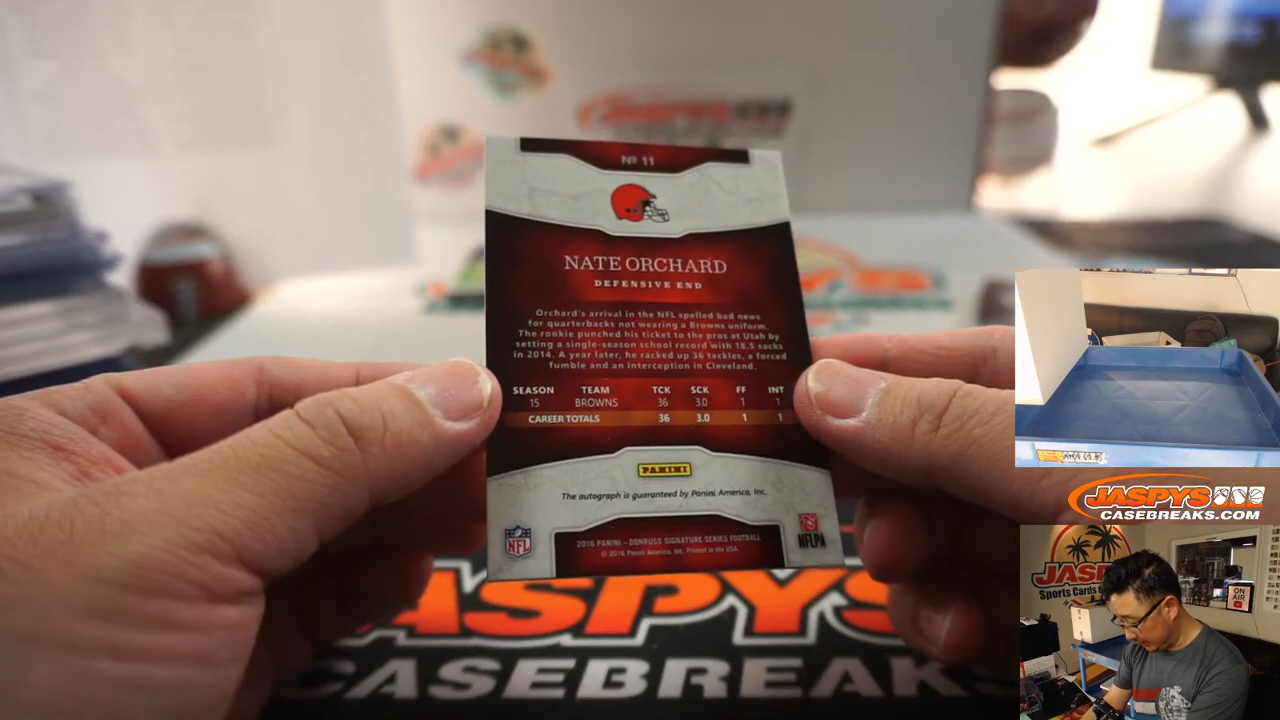 JASPYS
Nº 11
NATE ORCHARD
DEFENSIVE END
Orchard's arrival in the NFL spelled bad news
for quarterbacks not wearing a Browns uniform.
The rookie punched his ticket to the pros at Utah by
setting a single-season school record with 18.5 sacks
in 2014. A year later, he racked up 36 tackles, a forced
fumble and an interception in Cleveland.
SEASON TEAM TCK SCK FF INT
15 BROWNS 36 3.0 1 1
CAREER TOTALS 36 3.0 1 1
PANINI
The autograph is guaranteed by Panini America, Inc.
NFL
NFLPA
2016 PANINI – DONRUSS SIGNATURE SERIES FOOTBALL
© 2016 Panini America, Inc. Printed in the USA.
JASPYS
CASEBREAK
JASPYS
CASEBREAKS.COM
JASP
Sports Cards
ON
AIR